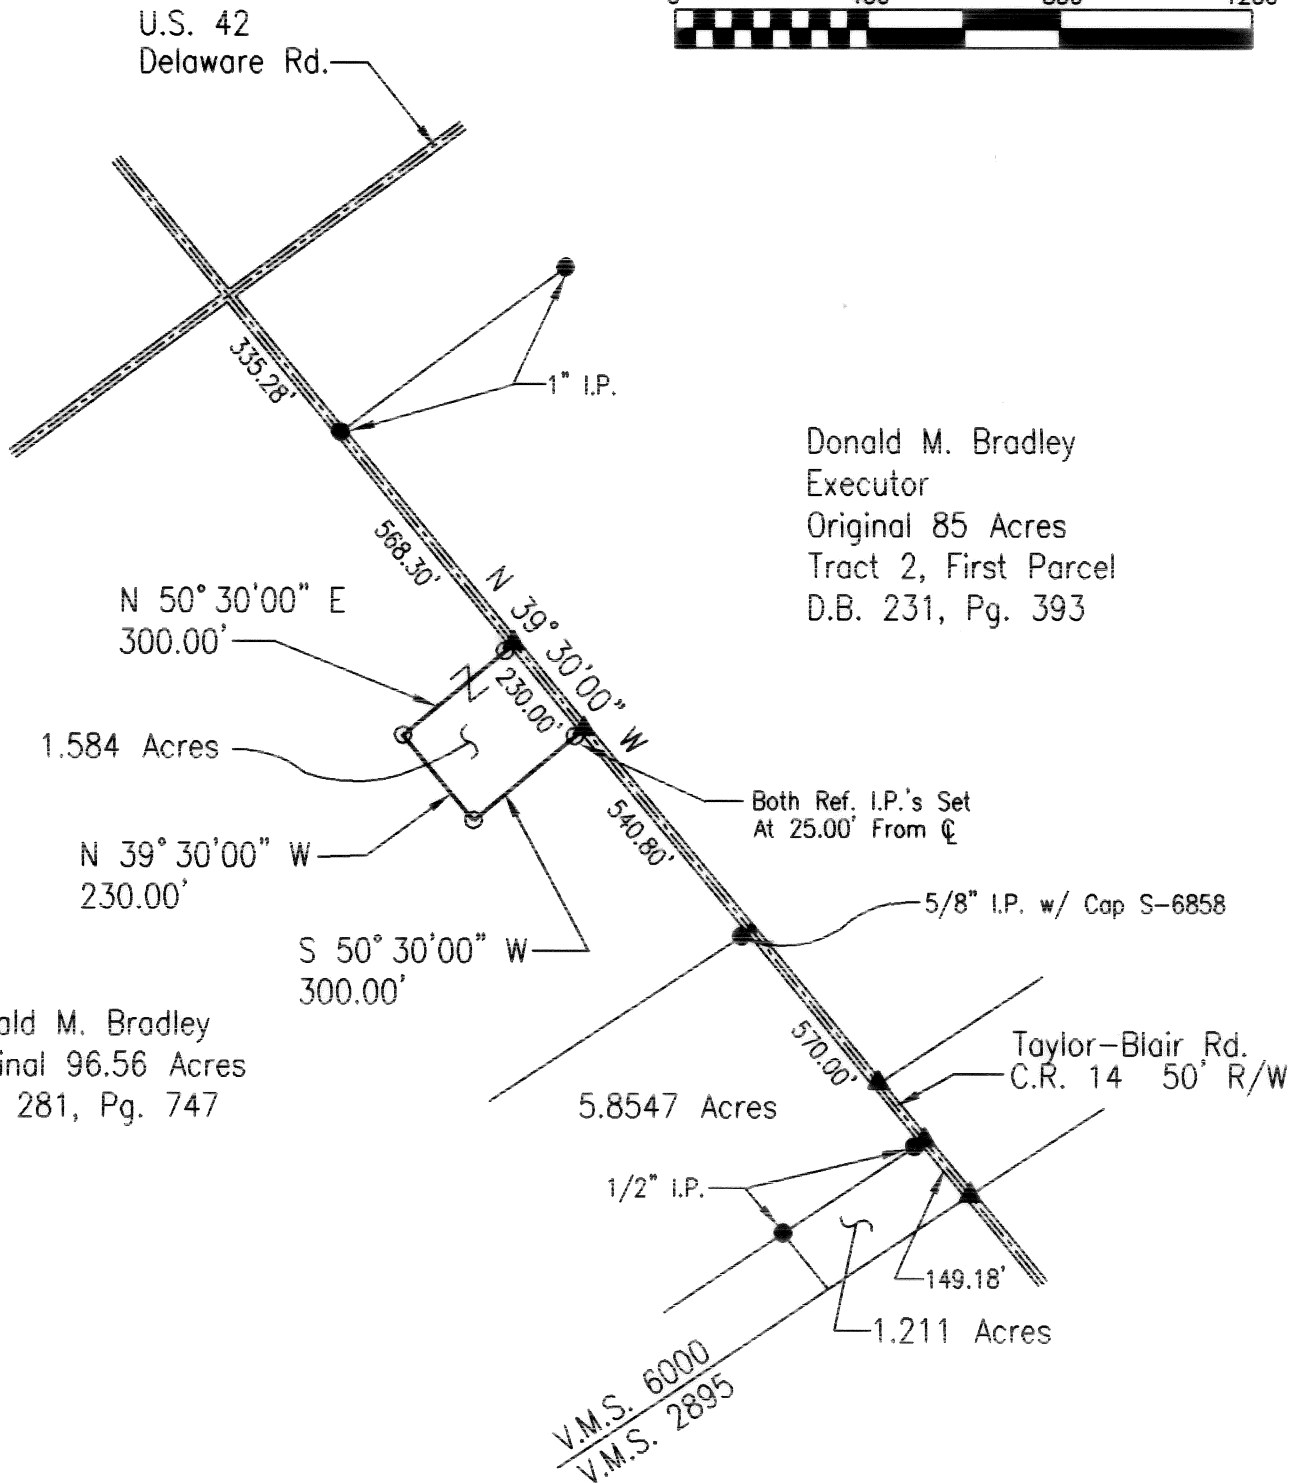 U.S. 42
Delaware Rd.
335.28'
1" I.P.
Donald M. Bradley
Executor
Original 85 Acres
Tract 2, First Parcel
D.B. 231, Pg. 393
568.30'
N 39° 30'00" W
N 50° 30'00" E
300.00'
230.00'
1.584 Acres
Both Ref. I.P.'s Set
At 25.00' From ℄
540.80'
N 39° 30'00" W
230.00'
5/8" I.P. w/ Cap S-6858
S 50° 30'00" W
300.00'
M. Bradley
96.56 Acres
281, Pg. 747
570.00'
Taylor-Blair Rd.
C.R. 14 50' R/W
5.8547 Acres
1/2" I.P.
149.18'
1.211 Acres
V.M.S. 6000
V.M.S. 2895